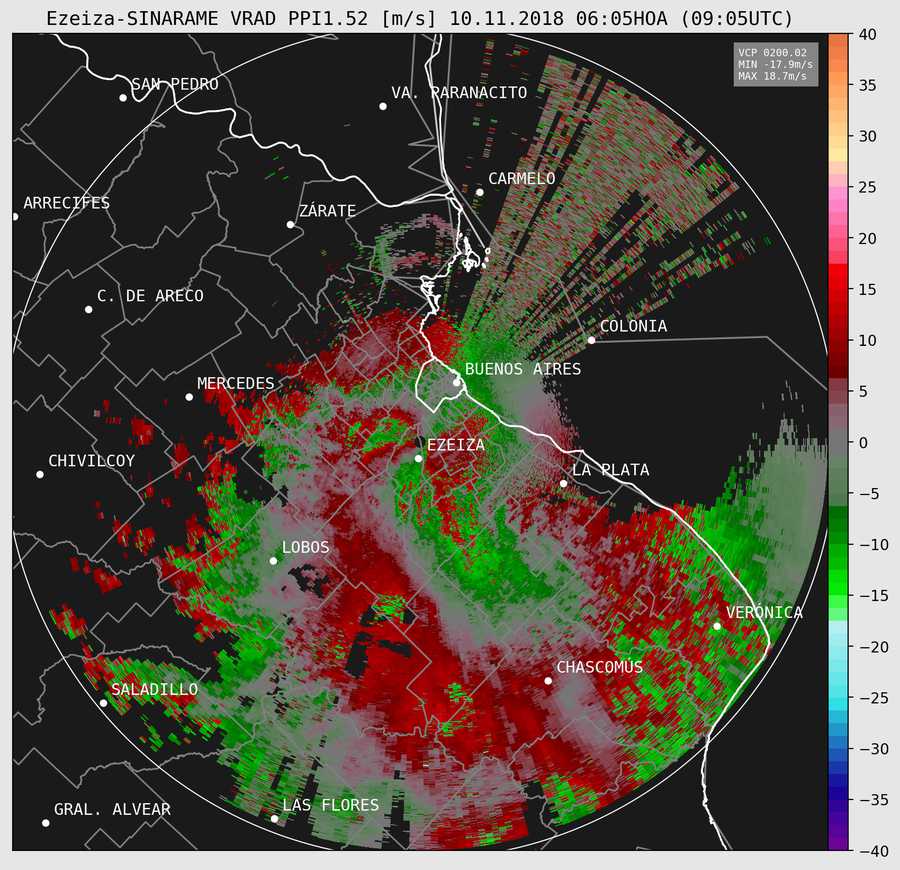 Ezeiza-SINARAME VRAD PPI1.52 [m/s] 10.11.2018 06:05HOA (09:05UTC)
VCP 0200.02
MIN -17.9m/s
MAX 18.7m/s
SAN PEDRO
VA. PARANACITO
CARMELO
ARRECIFES
ZÁRATE
C. DE ARECO
COLONIA
BUENOS AIRES
MERCEDES
EZEIZA
CHIVILCOY
LA PLATA
LOBOS
VERÓNICA
CHASCOMÚS
SALADILLO
LAS FLORES
GRAL. ALVEAR
40
35
30
25
20
15
10
5
0
−5
−10
−15
−20
−25
−30
−35
−40